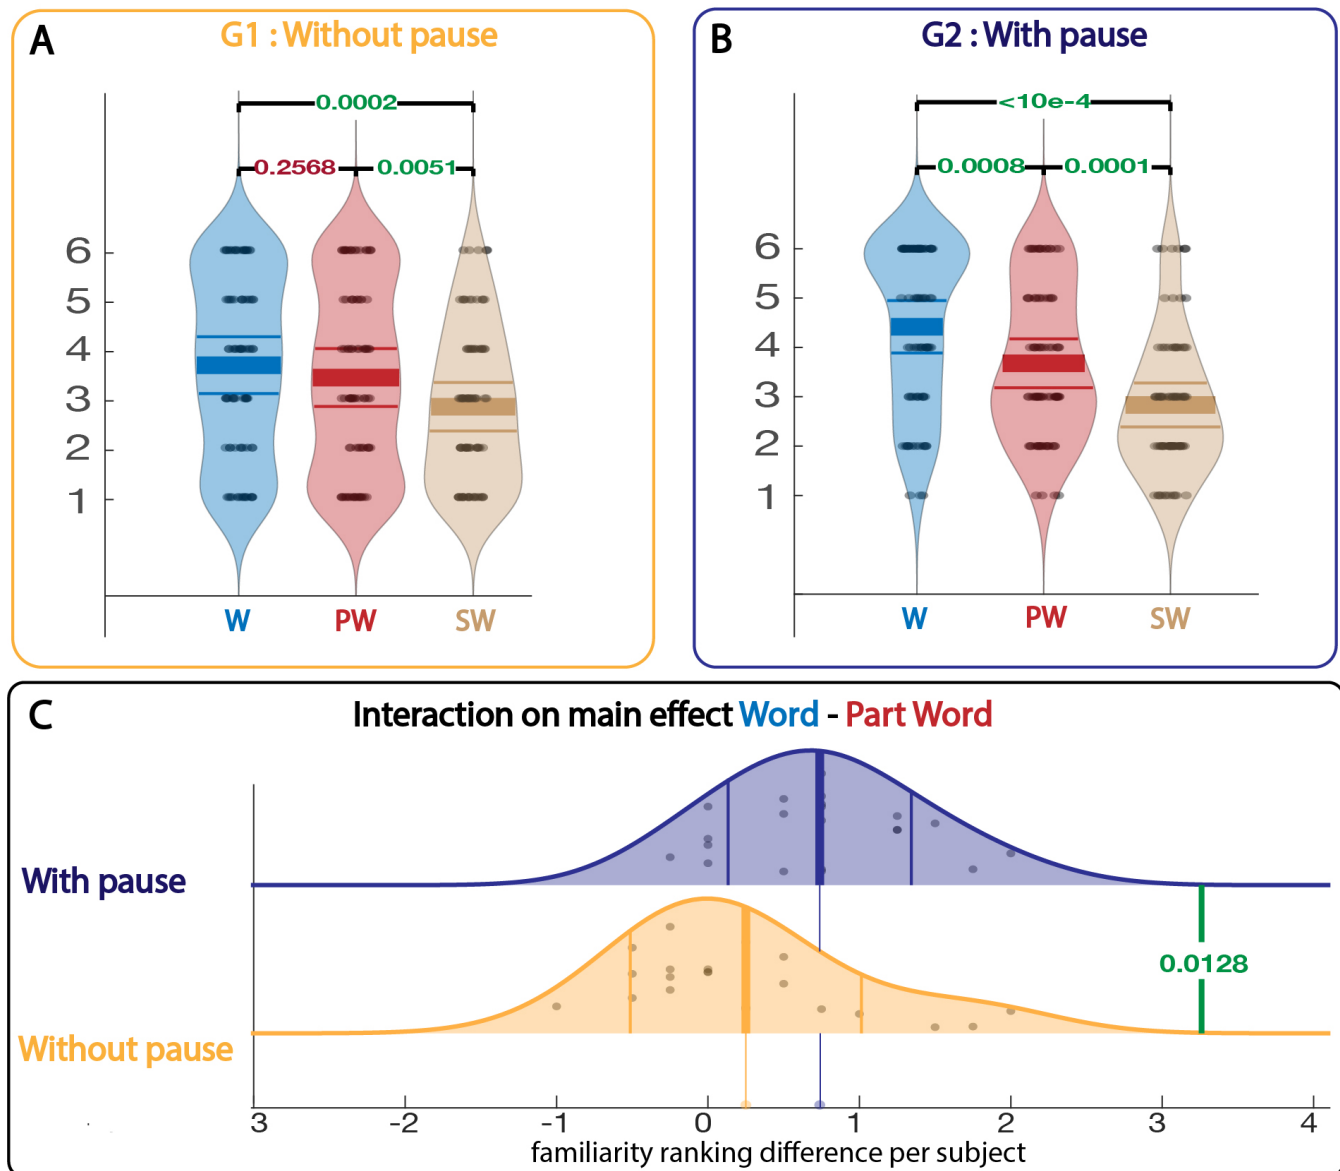 A
G1 : Without pause
0.0002
0.2568 0.0051
6
5
4
3
2
1
W PW SW
B
G2 : With pause
<10e-4
0.0008 0.0001
6
5
4
3
2
1
W PW SW
C
Interaction on main effect Word - Part Word
With pause
0.0128
Without pause
3 -2 -1 0 1 2 3 4
familiarity ranking difference per subject